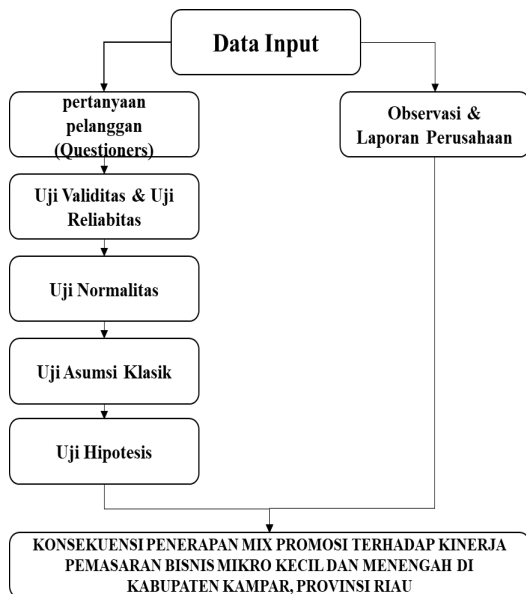 Data Input
pertanyaan
pelanggan
(Questioners)
Observasi &
Laporan Perusahaan
Uji Validitas & Uji
Reliabitas
Uji Normalitas
Uji Asumsi Klasik
Uji Hipotesis
KONSEKUENSI PENERAPAN MIX PROMOSI TERHADAP KINERJA
PEMASARAN BISNIS MIKRO KECIL DAN MENENGAH DI
KABUPATEN KAMPAR, PROVINSI RIAU